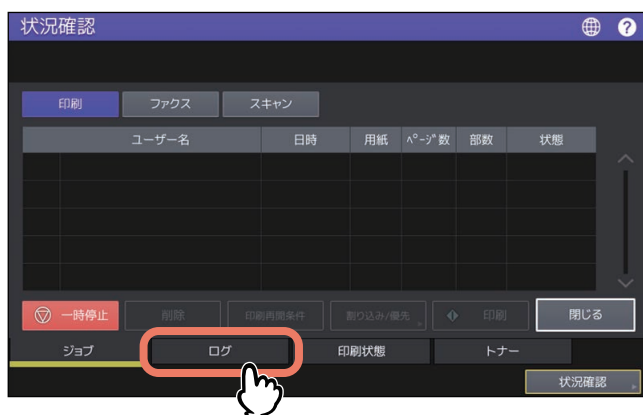 状況確認 ?
印刷 ファクス スキャン
ユーザー名 日時 用紙 ページ数 部数 状態
一時停止 削除 印刷再開条件 割り込み/優先 印刷 閉じる
ジョブ ログ 印刷状態 トナー
状況確認